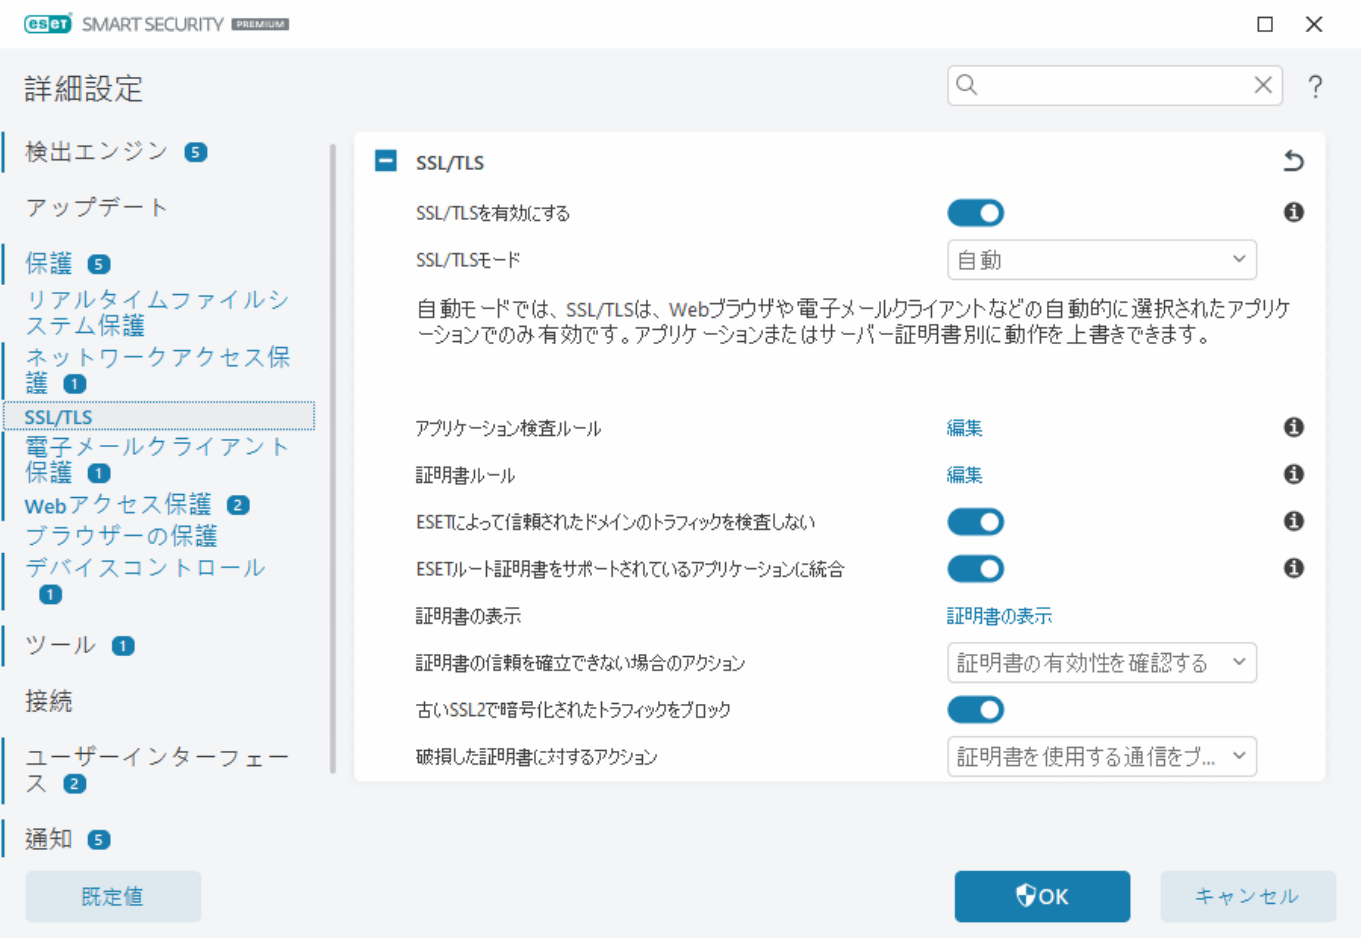 eset SMART SECURITY PREMIUM
詳細設定
?
検出エンジン 5
アップデート
保護 5
リアルタイムファイルシ
ステム保護
ネットワークアクセス保
護 1
SSL/TLS
電子メールクライアント
保護 1
Webアクセス保護 2
ブラウザーの保護
デバイスコントロール
1
ツール 1
接続
ユーザーインターフェー
ス 2
通知 5
SSL/TLS
SSL/TLSを有効にする
SSL/TLSモード 自動
自動モードでは、SSL/TLSは、Webブラウザや電子メールクライアントなどの自動的に選択されたアプリケ
ーションでのみ有効です。アプリケーションまたはサーバー証明書別に動作を上書きできます。
アプリケーション検査ルール 編集
証明書ルール 編集
ESETによって信頼されたドメインのトラフィックを検査しない
ESETルート証明書をサポートされているアプリケーションに統合
証明書の表示 証明書の表示
証明書の信頼を確立できない場合のアクション 証明書の有効性を確認する
古いSSL2で暗号化されたトラフィックをブロック
破損した証明書に対するアクション 証明書を使用する通信をブ...
既定値 OK キャンセル